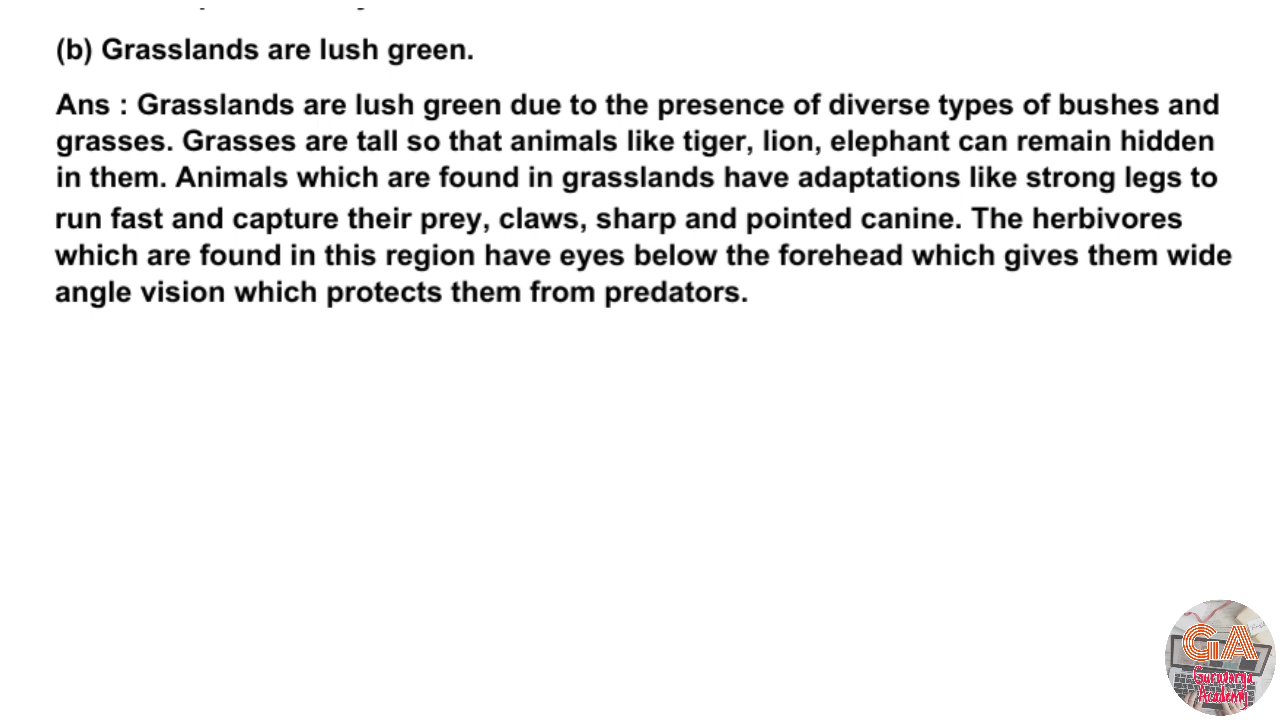 (b) Grasslands are lush green.
Ans : Grasslands are lush green due to the presence of diverse types of bushes and
grasses. Grasses are tall so that animals like tiger, lion, elephant can remain hidden
in them. Animals which are found in grasslands have adaptations like strong legs to
run fast and capture their prey, claws, sharp and pointed canine. The herbivores
which are found in this region have eyes below the forehead which gives them wide
angle vision which protects them from predators.
GA
Academy